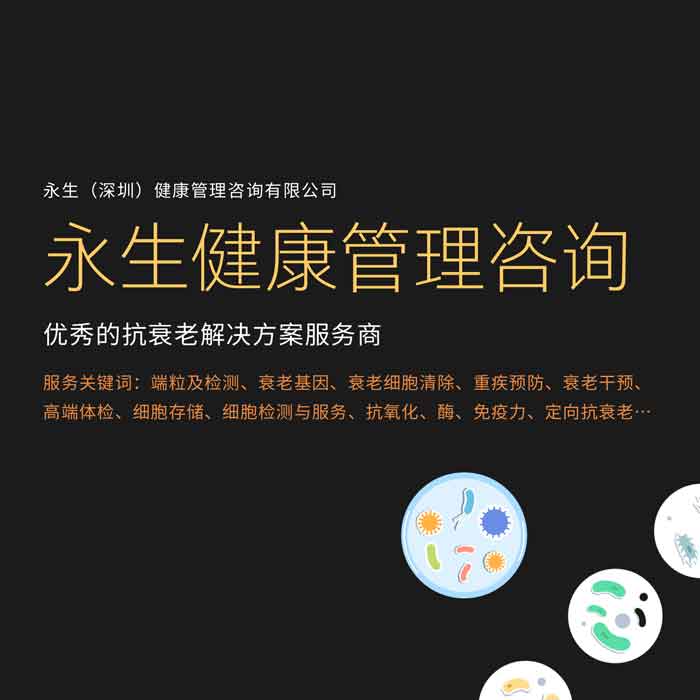 永生（深圳）健康管理咨询有限公司
永生健康管理咨询
优秀的抗衰老解决方案服务商
服务关键词：端粒及检测、衰老基因、衰老细胞清除、重疾预防、衰老干预、
高端体检、细胞存储、细胞检测与服务、抗氧化、酶、免疫力、定向抗衰老…